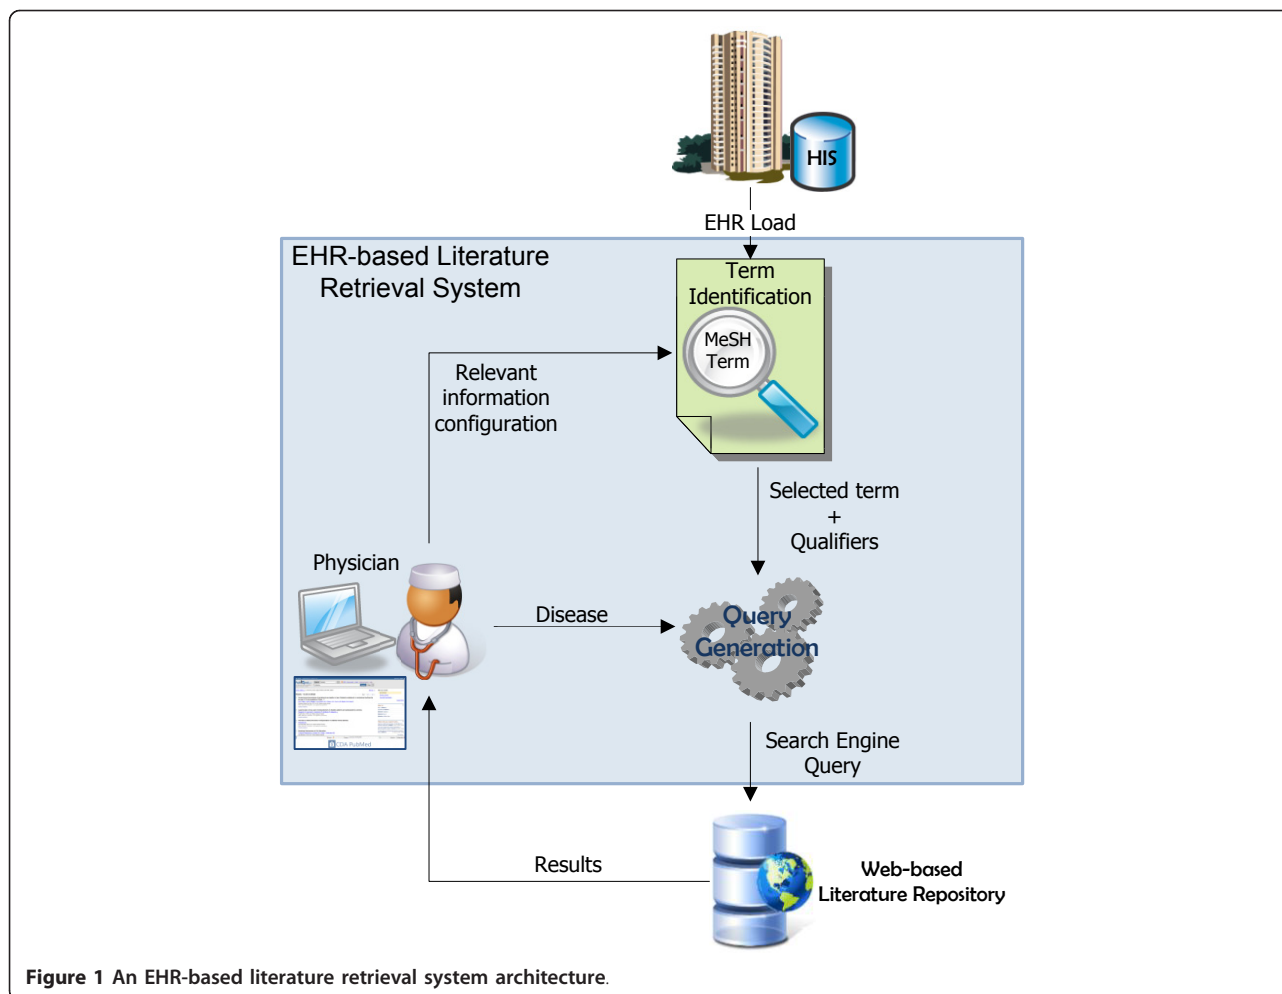 HIS
EHR Load
EHR-based Literature
Retrieval System
Term
Identification
MeSH
Term
Relevant
information
configuration
Selected term
+
Qualifiers
Physician
Disease
Query
Generation
CDA PubMed
Search Engine
Query
Results
Web-based
Literature Repository
Figure 1 An EHR-based literature retrieval system architecture.